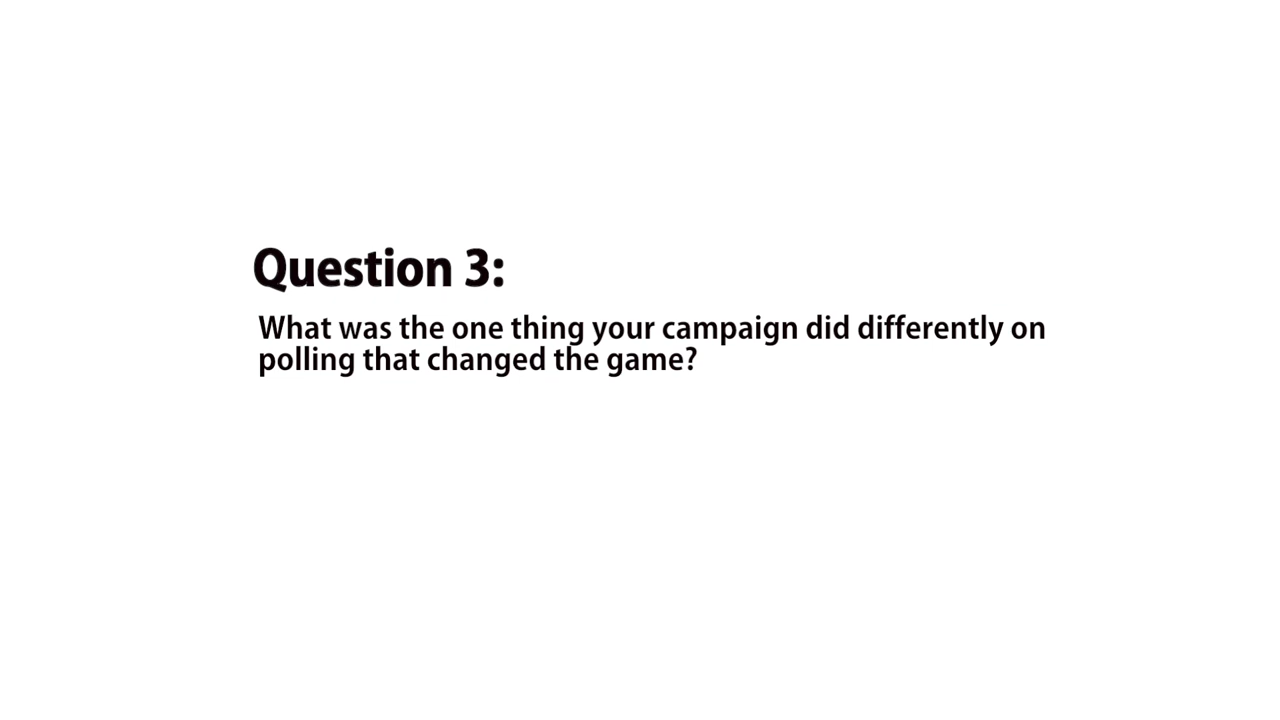 Question 3:
What was the one thing your campaign did differently on
polling that changed the game?